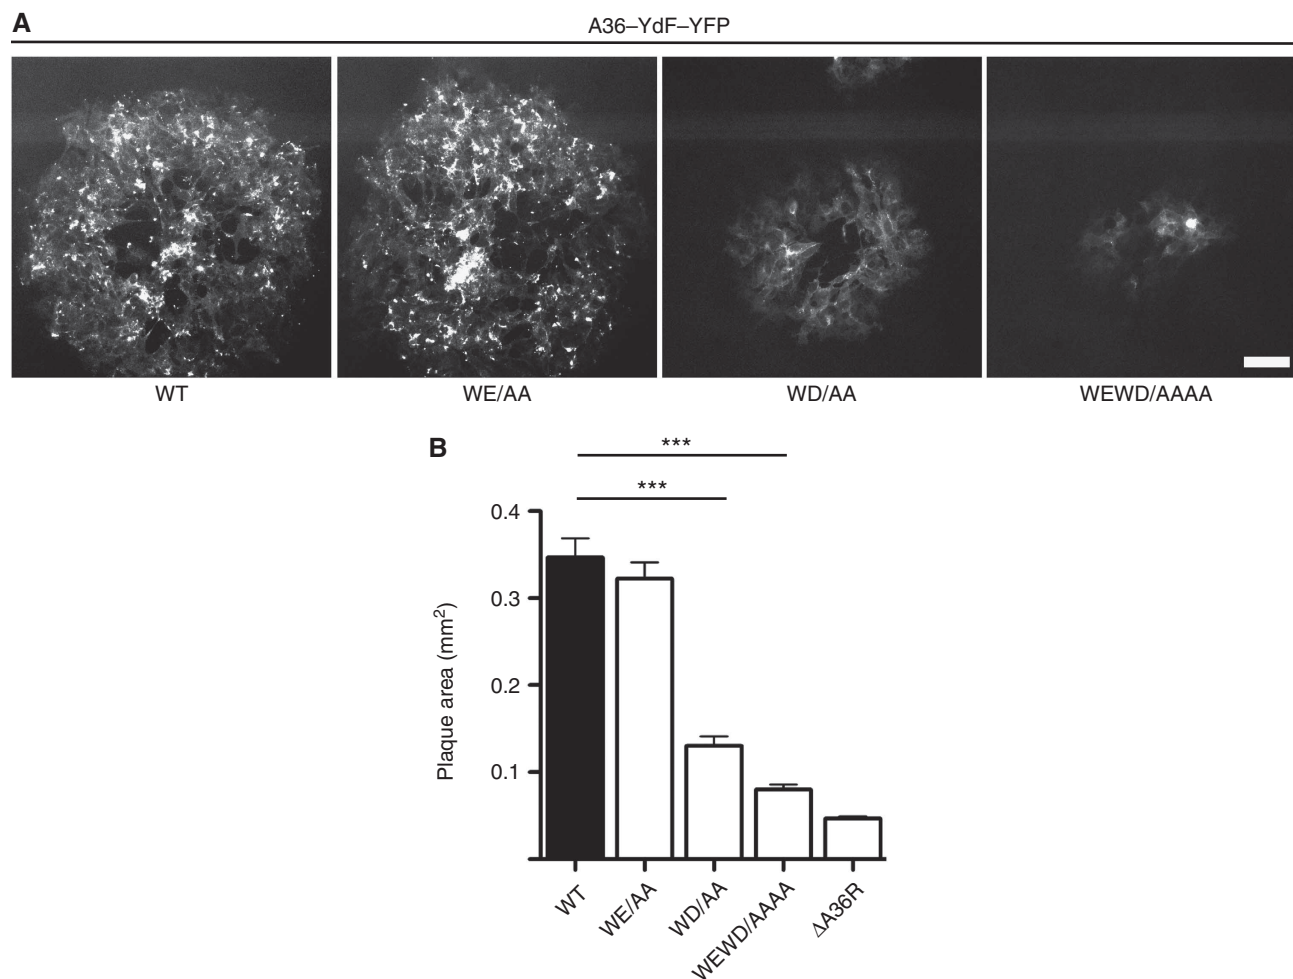 A
A36–YdF–YFP
WT
WE/AA
WD/AA
WEWD/AAAA
B
***
***
0.4
0.3
0.2
0.1
Plaque area (mm²)
WT
WE/AA
WD/AA
WEWD/AAAA
ΔA36R